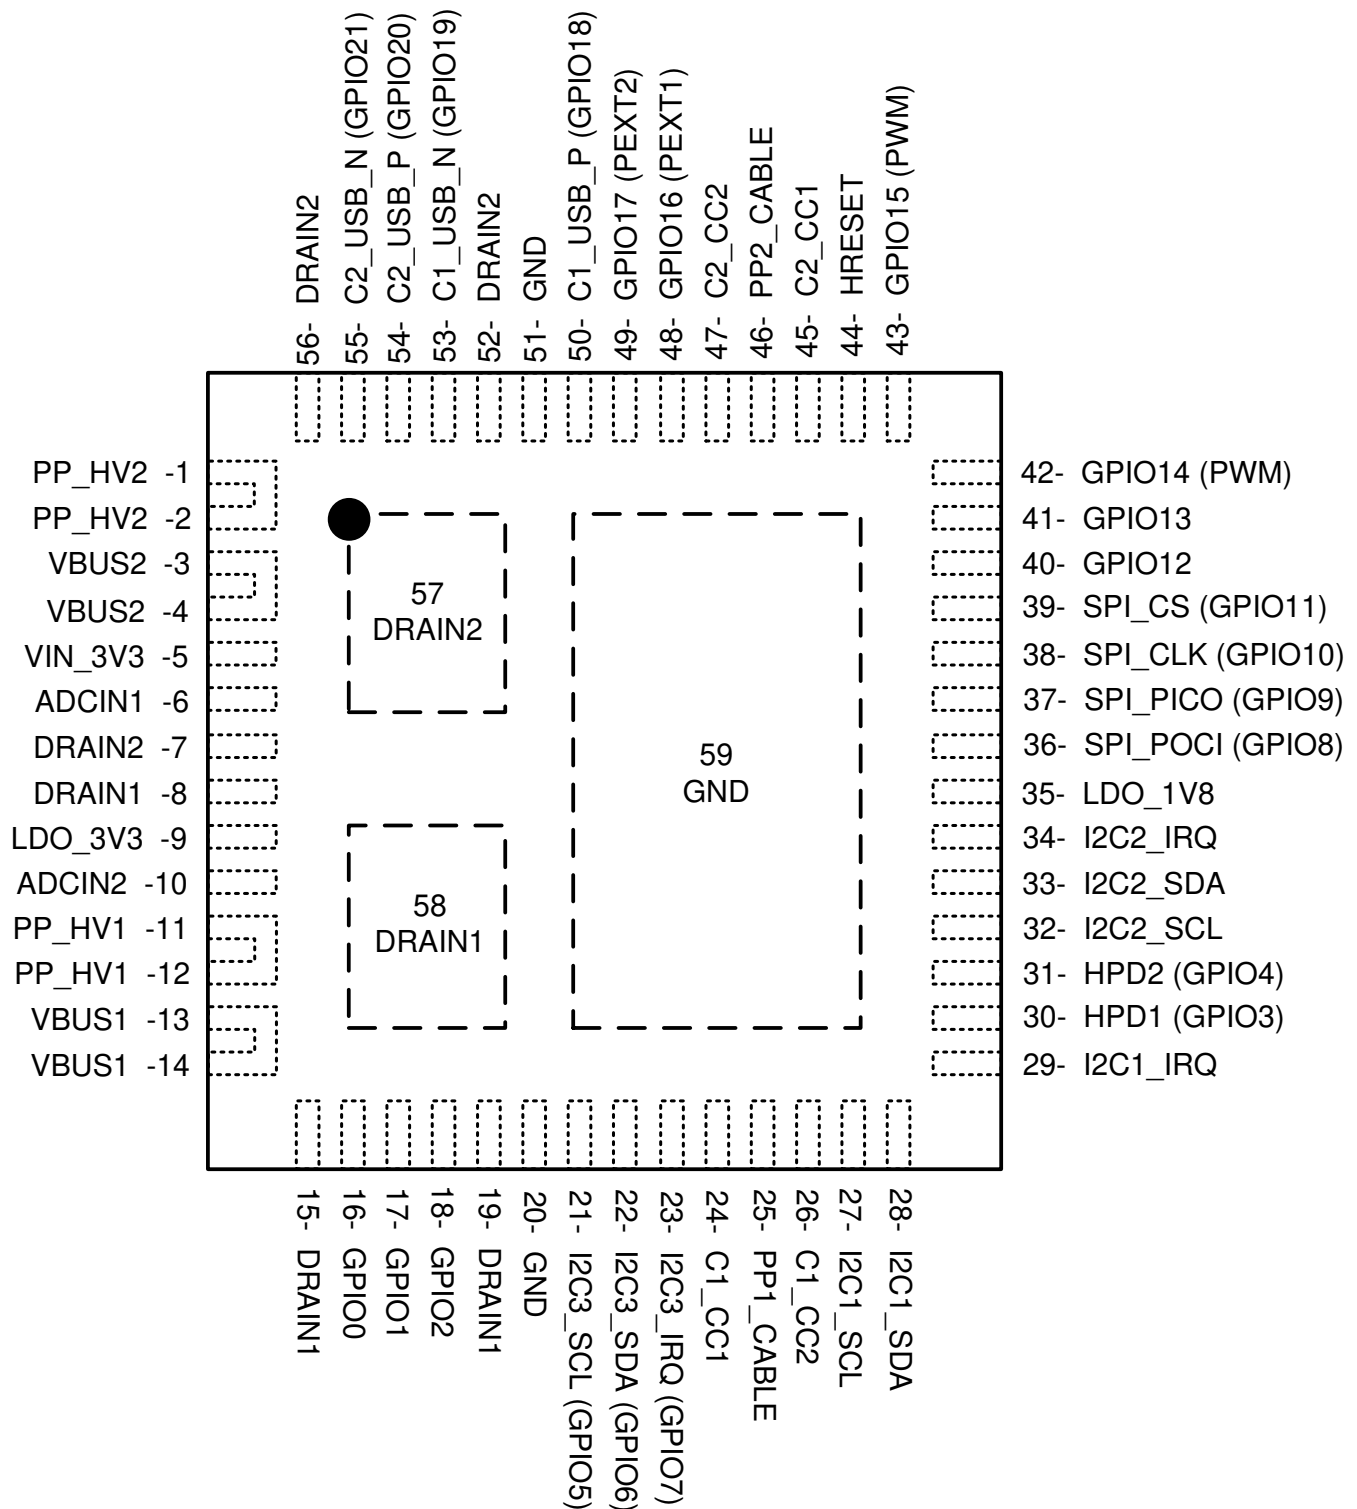 56- DRAIN2
55- C2_USB_N (GPIO21)
54- C2_USB_P (GPIO20)
53- C1_USB_N (GPIO19)
52- DRAIN2
51- GND
50- C1_USB_P (GPIO18)
49- GPIO17 (PEXT2)
48- GPIO16 (PEXT1)
47- C2_CC2
46- PP2_CABLE
45- C2_CC1
44- HRESET
43- GPIO15 (PWM)
PP_HV2 -1
PP_HV2 -2
VBUS2 -3
VBUS2 -4
VIN_3V3 -5
ADCIN1 -6
DRAIN2 -7
DRAIN1 -8
LDO_3V3 -9
ADCIN2 -10
PP_HV1 -11
PP_HV1 -12
VBUS1 -13
VBUS1 -14
57
DRAIN2
58
DRAIN1
59
GND
42- GPIO14 (PWM)
41- GPIO13
40- GPIO12
39- SPI_CS (GPIO11)
38- SPI_CLK (GPIO10)
37- SPI_PICO (GPIO9)
36- SPI_POCI (GPIO8)
35- LDO_1V8
34- I2C2_IRQ
33- I2C2_SDA
32- I2C2_SCL
31- HPD2 (GPIO4)
30- HPD1 (GPIO3)
29- I2C1_IRQ
15- DRAIN1
16- GPIO0
17- GPIO1
18- GPIO2
19- DRAIN1
20- GND
21- I2C3_SCL (GPIO5)
22- I2C3_SDA (GPIO6)
23- I2C3_IRQ (GPIO7)
24- C1_CC1
25- PP1_CABLE
26- C1_CC2
27- I2C1_SCL
28- I2C1_SDA